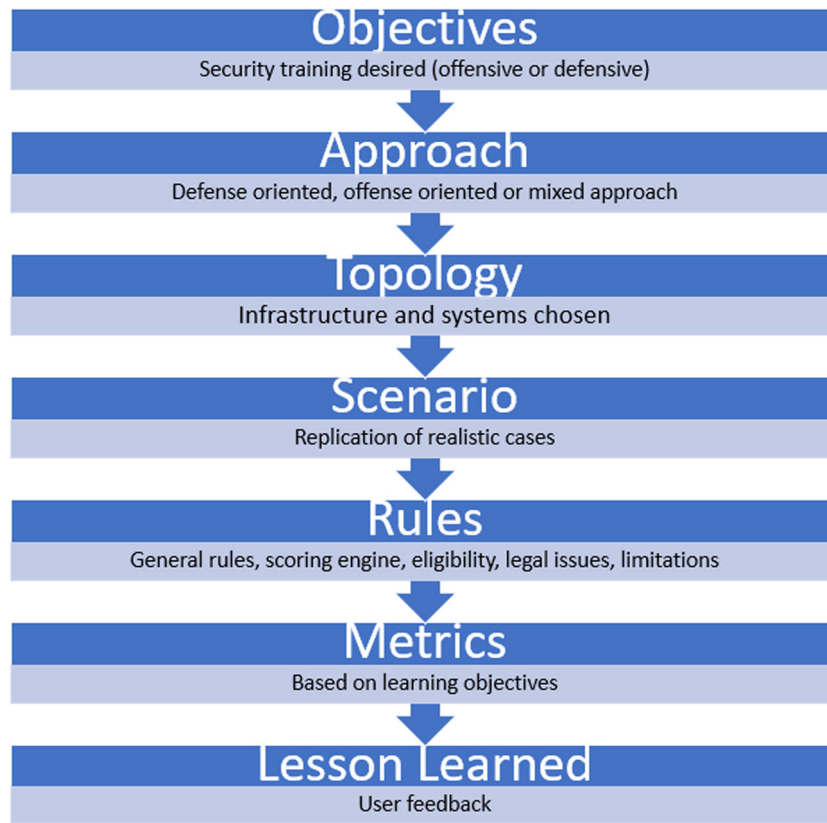 Objectives
Security training desired (offensive or defensive)
Approach
Defense oriented, offense oriented or mixed approach
Topology
Infrastructure and systems chosen
Scenario
Replication of realistic cases
Rules
General rules, scoring engine, eligibility, legal issues, limitations
Metrics
Based on learning objectives
Lesson Learned
User feedback